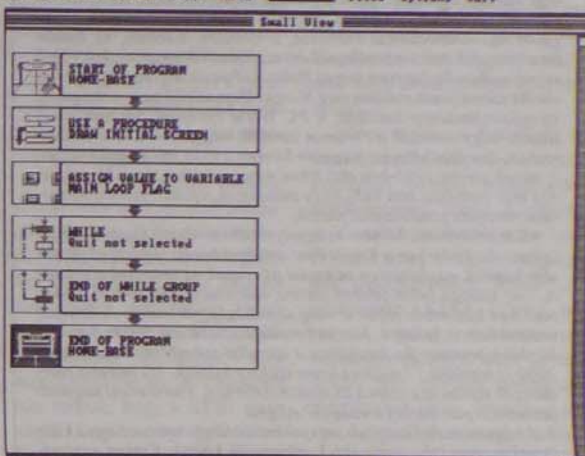 Small View
START OF PROGRAM
HOME-BASE
USE A PROCEDURE
DRAW INITIAL SCREEN
ASSIGN VALUE TO VARIABLE
MAIN LOOP FLAG
WHILE
Quit not selected
END OF WHILE GROUP
Quit not selected
END OF PROGRAM
HOME-BASE